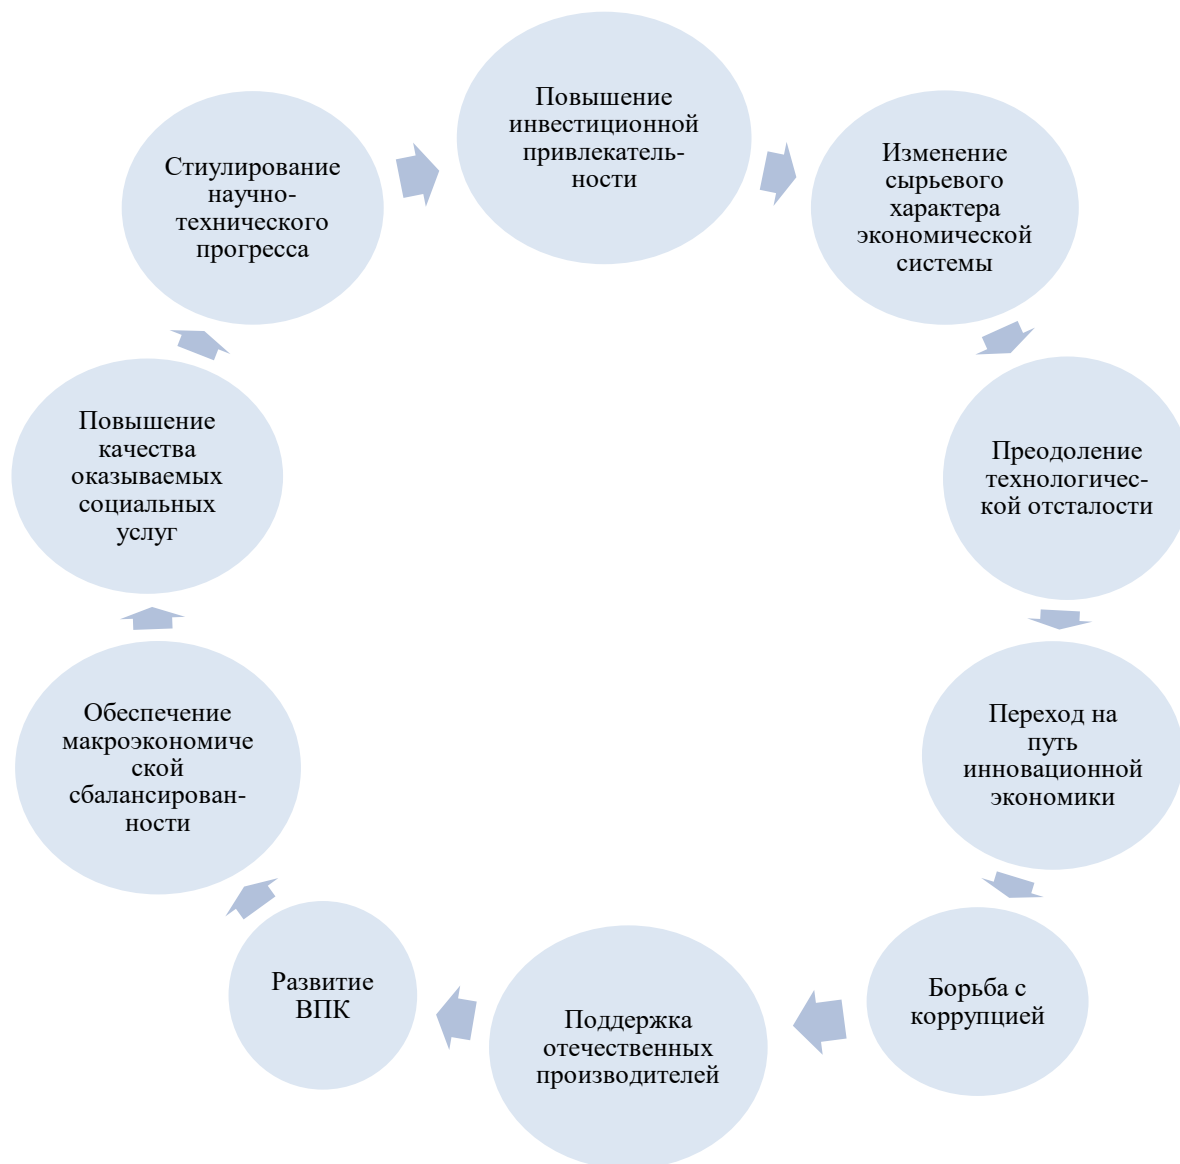 Повышение
инвестиционной
привлекатель-
ности
Изменение
сырьевого
характера
экономической
системы
Преодоление
технологичес-
кой отсталости
Переход на
путь
инновационной
экономики
Борьба с
коррупцией
Поддержка
отечественных
производителей
Развитие
ВПК
Обеспечение
макроэкономиче
ской
сбалансирован-
ности
Повышение
качества
оказываемых
социальных
услуг
Стиулирование
научно-
технического
прогресса